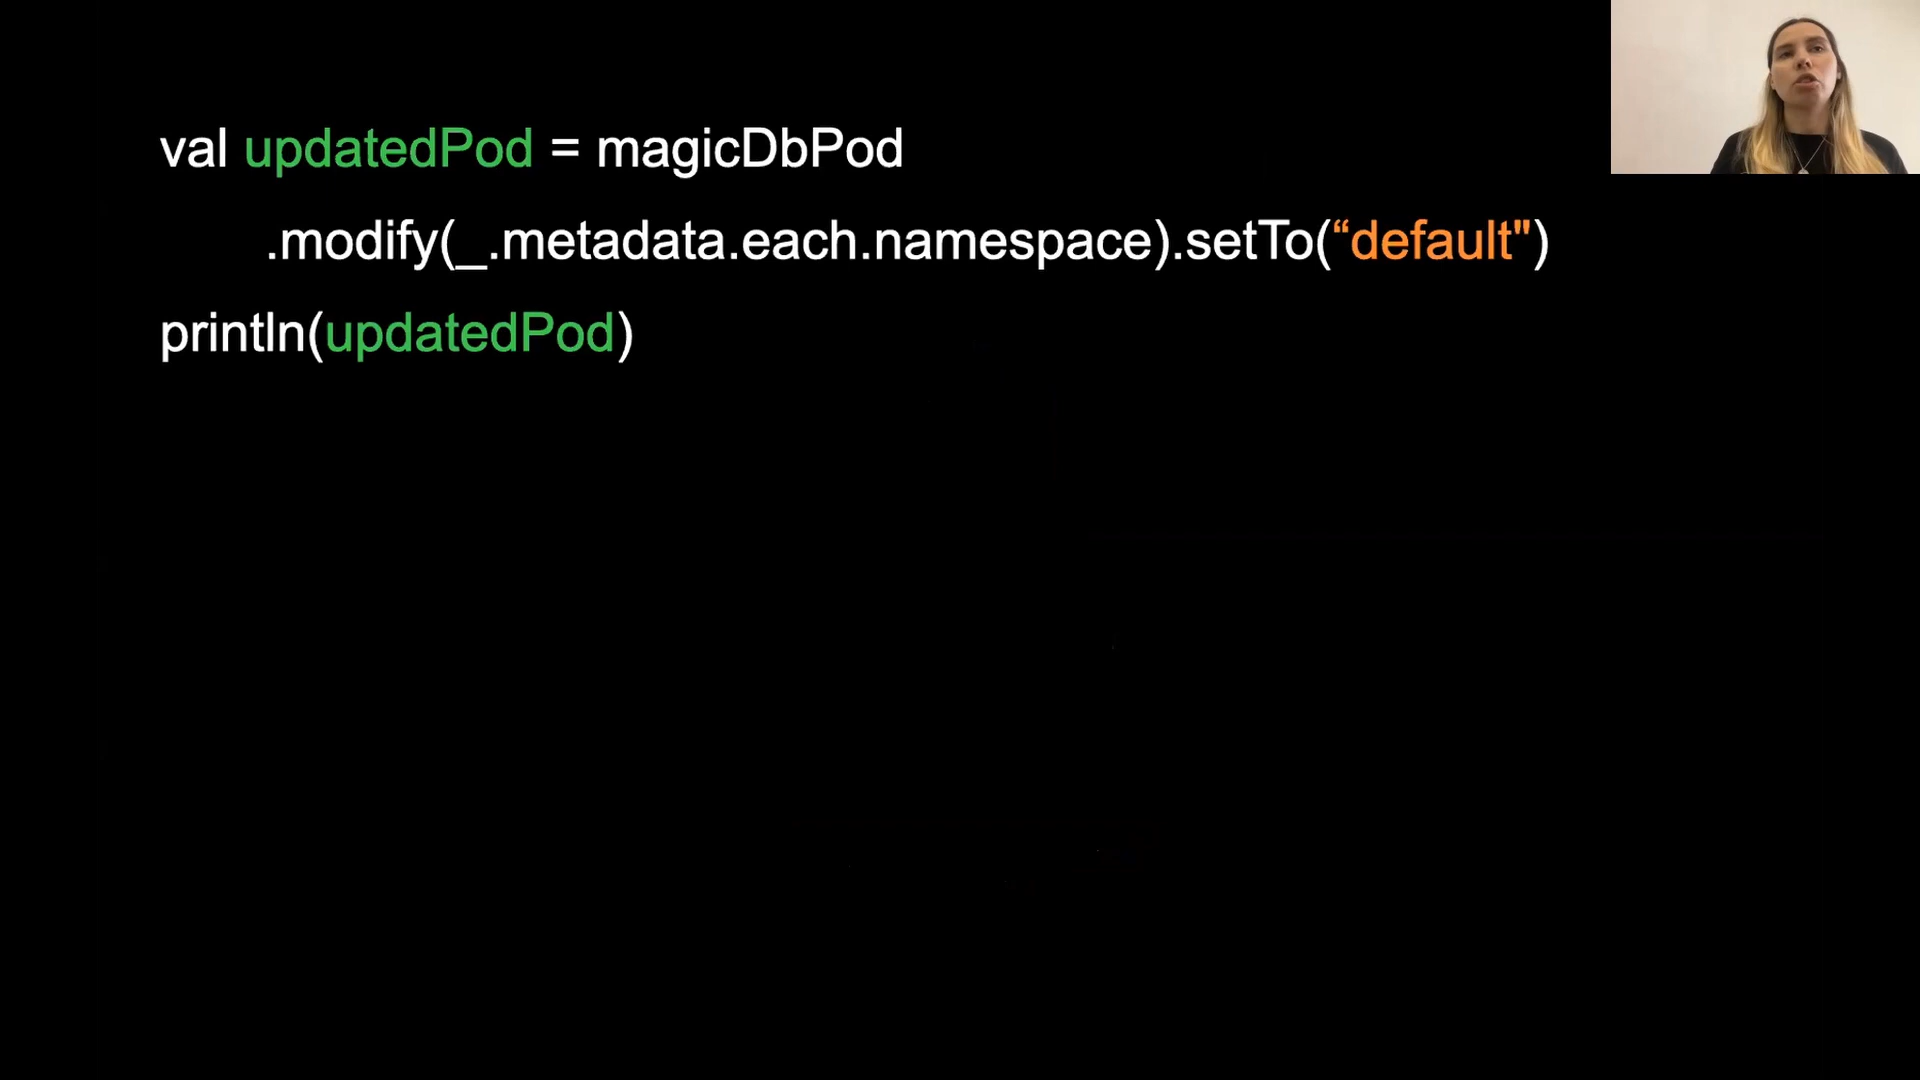 val updatedPod = magicDbPod
.modify(_.metadata.each.namespace).setTo(“default")
println(updatedPod)